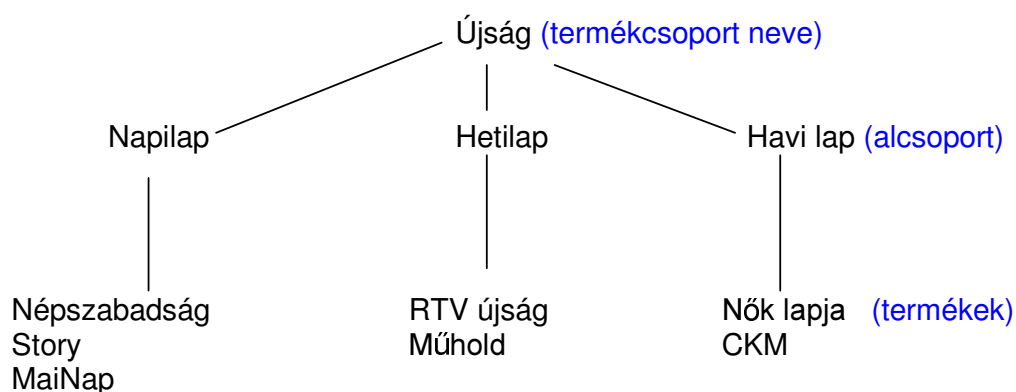 Újság (termékcsoport neve)
Napilap Hetilap Havi lap (alcsoport)
Népszabadság RTV újság Nők lapja (termékek)
Story Műhold CKM
MaiNap